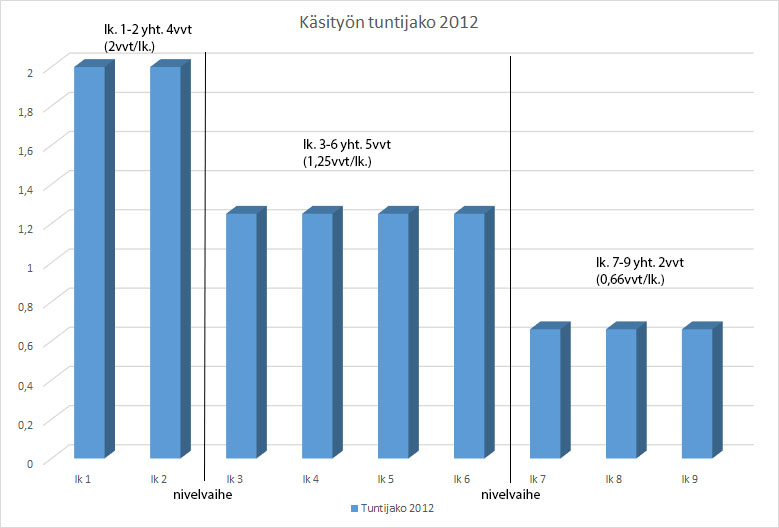 Käsityön tuntijako 2012
lk. 1-2 yht. 4vvt
(2vvt/lk.)
lk. 3-6 yht. 5vvt
(1,25vvt/lk.)
lk. 7-9 yht. 2vvt
(0,66vvt/lk.)
2
1,8
1,6
1,4
1,2
1
0,8
0,6
0,4
0,2
0
lk 1
lk 2
lk 3
lk 4
lk 5
lk 6
lk 7
lk 8
lk 9
nivelvaihe
nivelvaihe
Tuntijako 2012